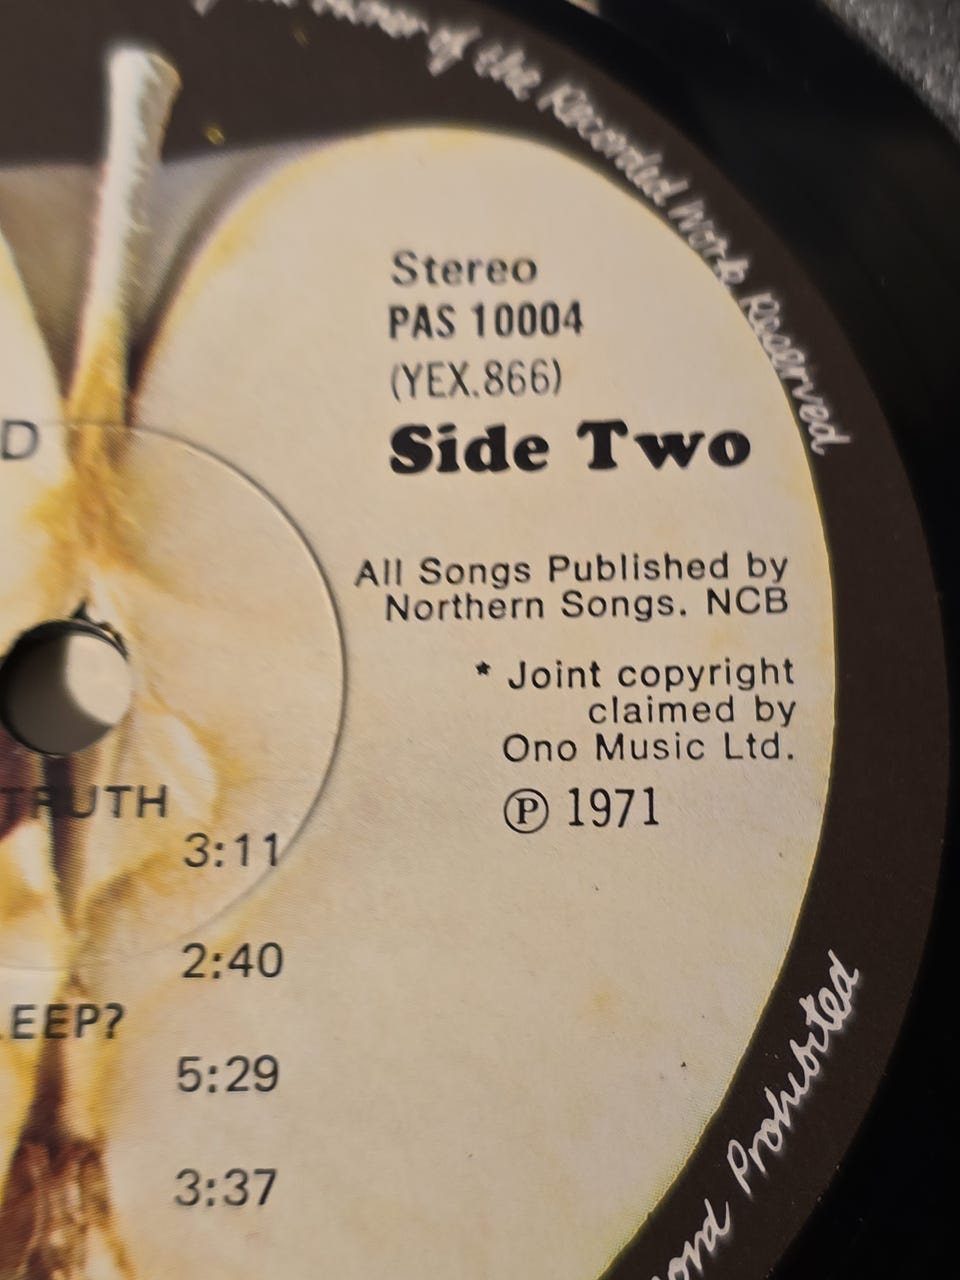 of the Recorded Work Reserved
Stereo
PAS 10004
(YEX.866)
Side Two
D
All Songs Published by
Northern Songs. NCB
* Joint copyright
claimed by
Ono Music Ltd.
Ⓟ 1971
TRUTH
3:11
2:40
LEEP?
5:29
3:37
Prohibited